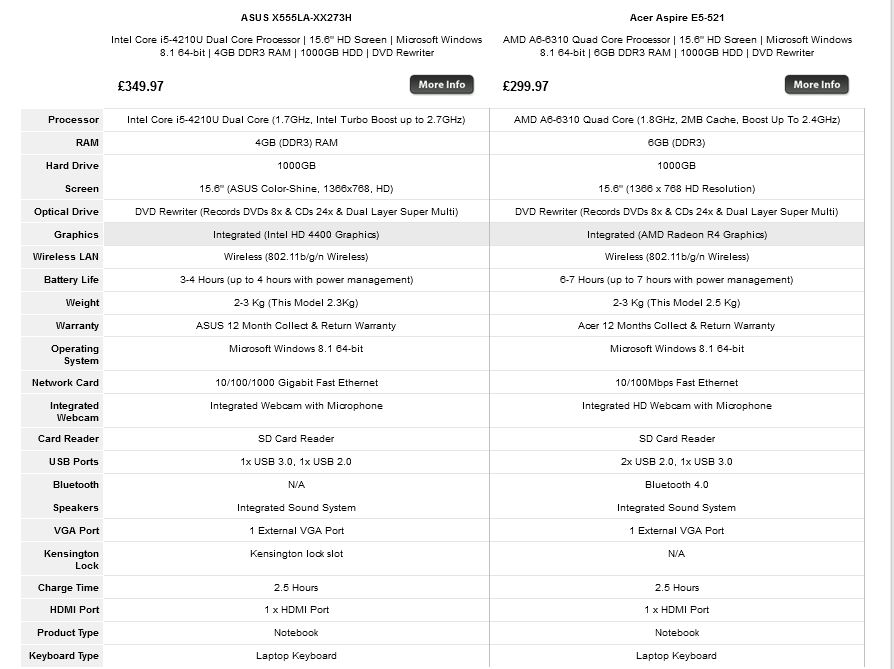 ASUS X555LA-XX273H
Acer Aspire E5-521
Intel Core i5-4210U Dual Core Processor | 15.6" HD Screen | Microsoft Windows
8.1 64-bit | 4GB DDR3 RAM | 1000GB HDD | DVD Rewriter
AMD A6-6310 Quad Core Processor | 15.6" HD Screen | Microsoft Windows
8.1 64-bit | 6GB DDR3 RAM | 1000GB HDD | DVD Rewriter
£349.97 More Info
£299.97 More Info
Processor Intel Core i5-4210U Dual Core (1.7GHz, Intel Turbo Boost up to 2.7GHz) AMD A6-6310 Quad Core (1.8GHz, 2MB Cache, Boost Up To 2.4GHz)
RAM 4GB (DDR3) RAM 6GB (DDR3)
Hard Drive 1000GB 1000GB
Screen 15.6" (ASUS Color-Shine, 1366x768, HD) 15.6" (1366 x 768 HD Resolution)
Optical Drive DVD Rewriter (Records DVDs 8x & CDs 24x & Dual Layer Super Multi) DVD Rewriter (Records DVDs 8x & CDs 24x & Dual Layer Super Multi)
Graphics Integrated (Intel HD 4400 Graphics) Integrated (AMD Radeon R4 Graphics)
Wireless LAN Wireless (802.11b/g/n Wireless) Wireless (802.11b/g/n Wireless)
Battery Life 3-4 Hours (up to 4 hours with power management) 6-7 Hours (up to 7 hours with power management)
Weight 2-3 Kg (This Model 2.3Kg) 2-3 Kg (This Model 2.5 Kg)
Warranty ASUS 12 Month Collect & Return Warranty Acer 12 Months Collect & Return Warranty
Operating Microsoft Windows 8.1 64-bit Microsoft Windows 8.1 64-bit
System
Network Card 10/100/1000 Gigabit Fast Ethernet 10/100Mbps Fast Ethernet
Integrated Integrated Webcam with Microphone Integrated HD Webcam with Microphone
Webcam
Card Reader SD Card Reader SD Card Reader
USB Ports 1x USB 3.0, 1x USB 2.0 2x USB 2.0, 1x USB 3.0
Bluetooth N/A Bluetooth 4.0
Speakers Integrated Sound System Integrated Sound System
VGA Port 1 External VGA Port 1 External VGA Port
Kensington Kensington lock slot N/A
Lock
Charge Time 2.5 Hours 2.5 Hours
HDMI Port 1 x HDMI Port 1 x HDMI Port
Product Type Notebook Notebook
Keyboard Type Laptop Keyboard Laptop Keyboard